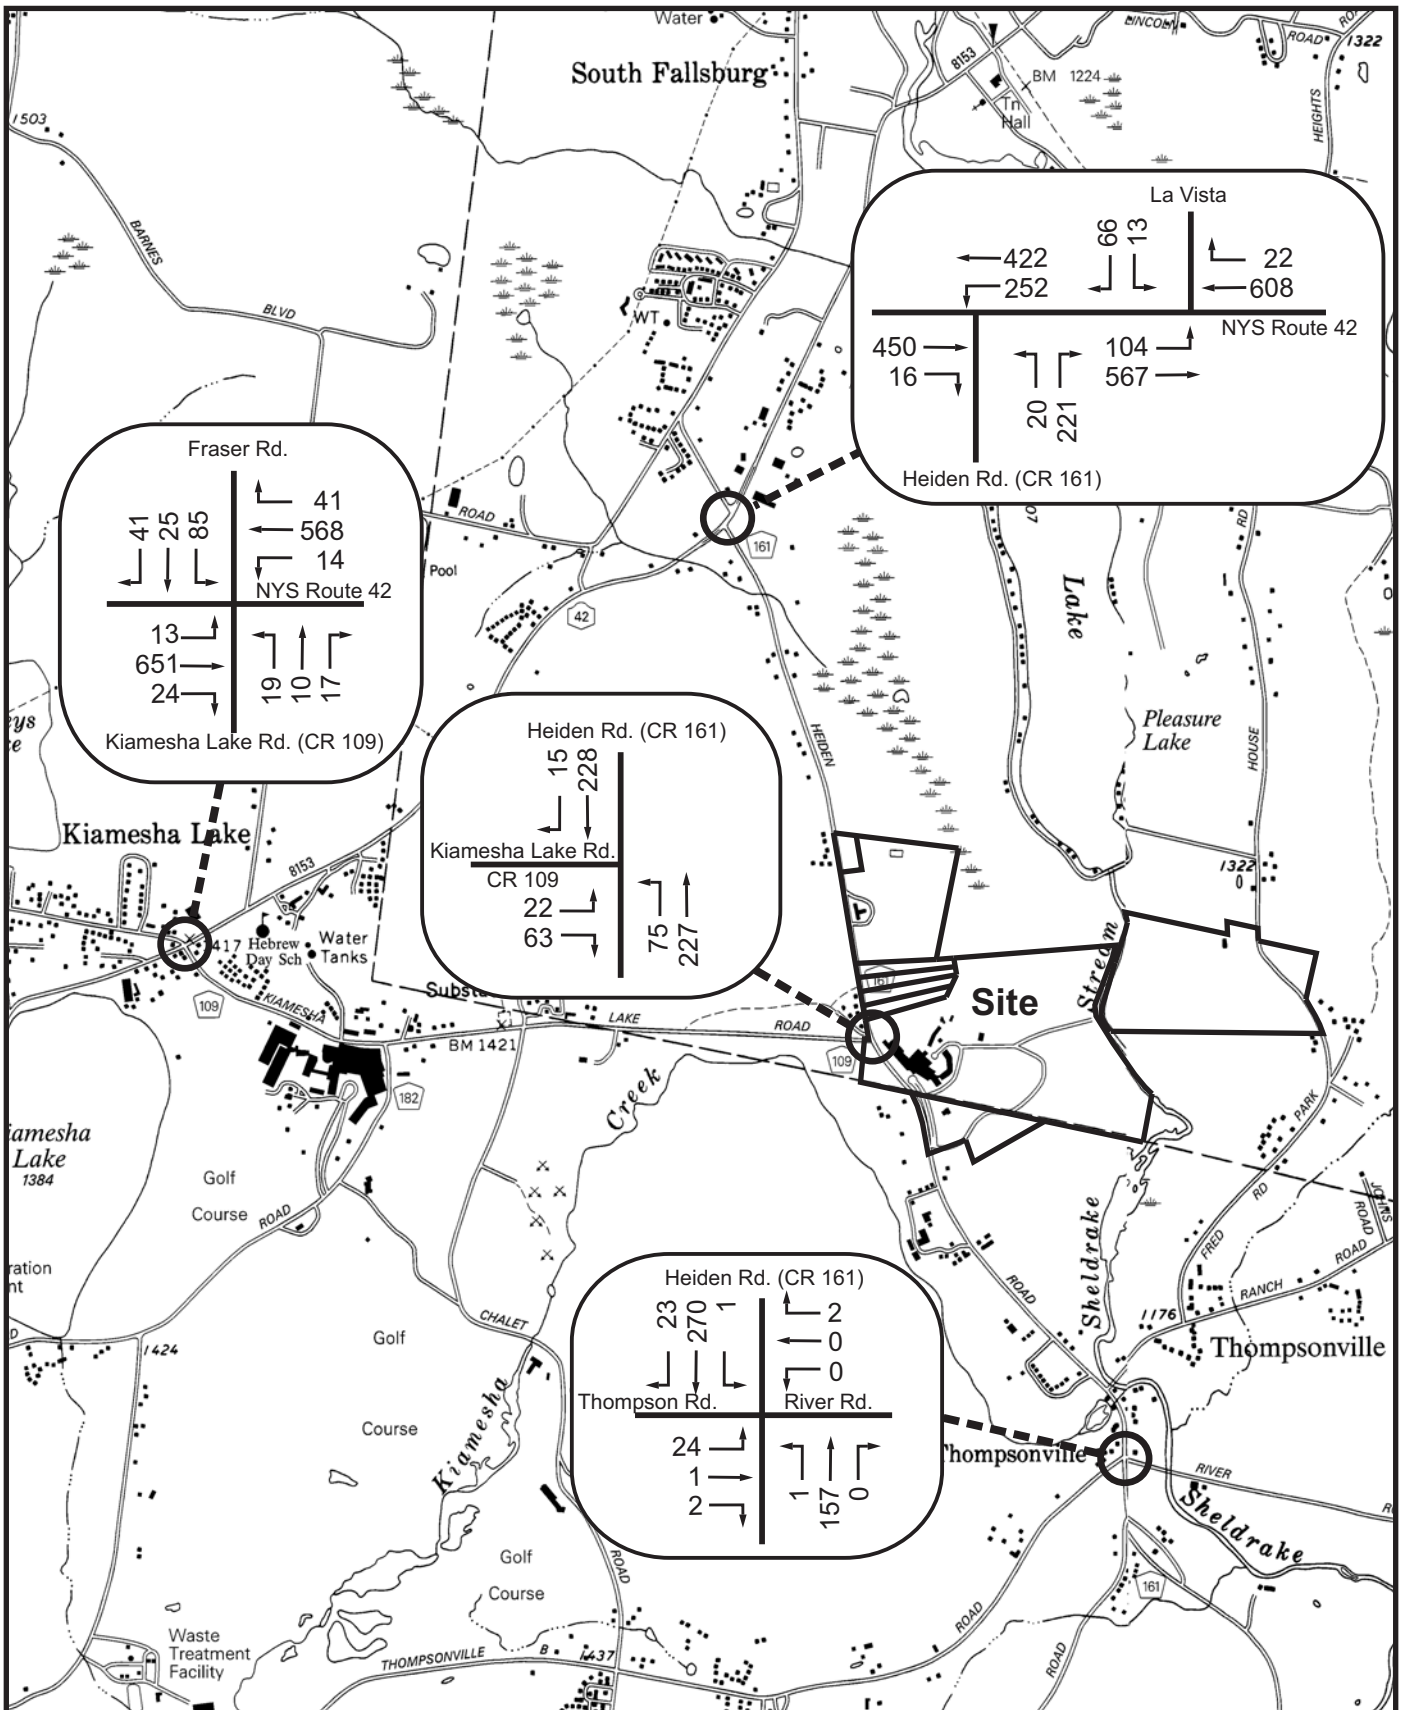 Water
South Fallsburg
LINCOLN
ROAD
1322
8153
BM 1224
Tn
Hall
HEIGHTS
1503
BARNES
BLVD
WT
La Vista
422
252
66
13
22
608
NYS Route 42
450
16
20
221
104
567
Heiden Rd. (CR 161)
Fraser Rd.
41
25
85
41
568
14
NYS Route 42
13
651
24
19
10
17
Kiamesha Lake Rd. (CR 109)
ROAD
Pool
161
42
RD
Lake
HEIDEN
Pleasure
Lake
HOUSE
Heiden Rd. (CR 161)
15
228
Kiamesha Lake Rd.
CR 109
22
63
75
227
Kiamesha Lake
8153
1322
417
Hebrew
Day Sch
Water
Tanks
109
KIAMESHA
Substa
LAKE
ROAD
BM 1421
161
Site
Stream
109
182
Creek
iamesha
Lake
1384
Golf
Course
ROAD
PARK
RD
FRED
JOHNS
ROAD
ROAD
RANCH
ration
nt
Sheldrake
ROAD
1176
Thompsonville
CHALET
1424
Golf
Course
Kiamesha
Heiden Rd. (CR 161)
23
270
1
2
0
0
Thompson Rd.
River Rd.
24
1
2
1
157
0
Thompsonville
RIVER
Sheldrake
Golf
Course
ROAD
161
ROAD
ROAD
Waste
Treatment
Facility
THOMPSONVILLE
1437